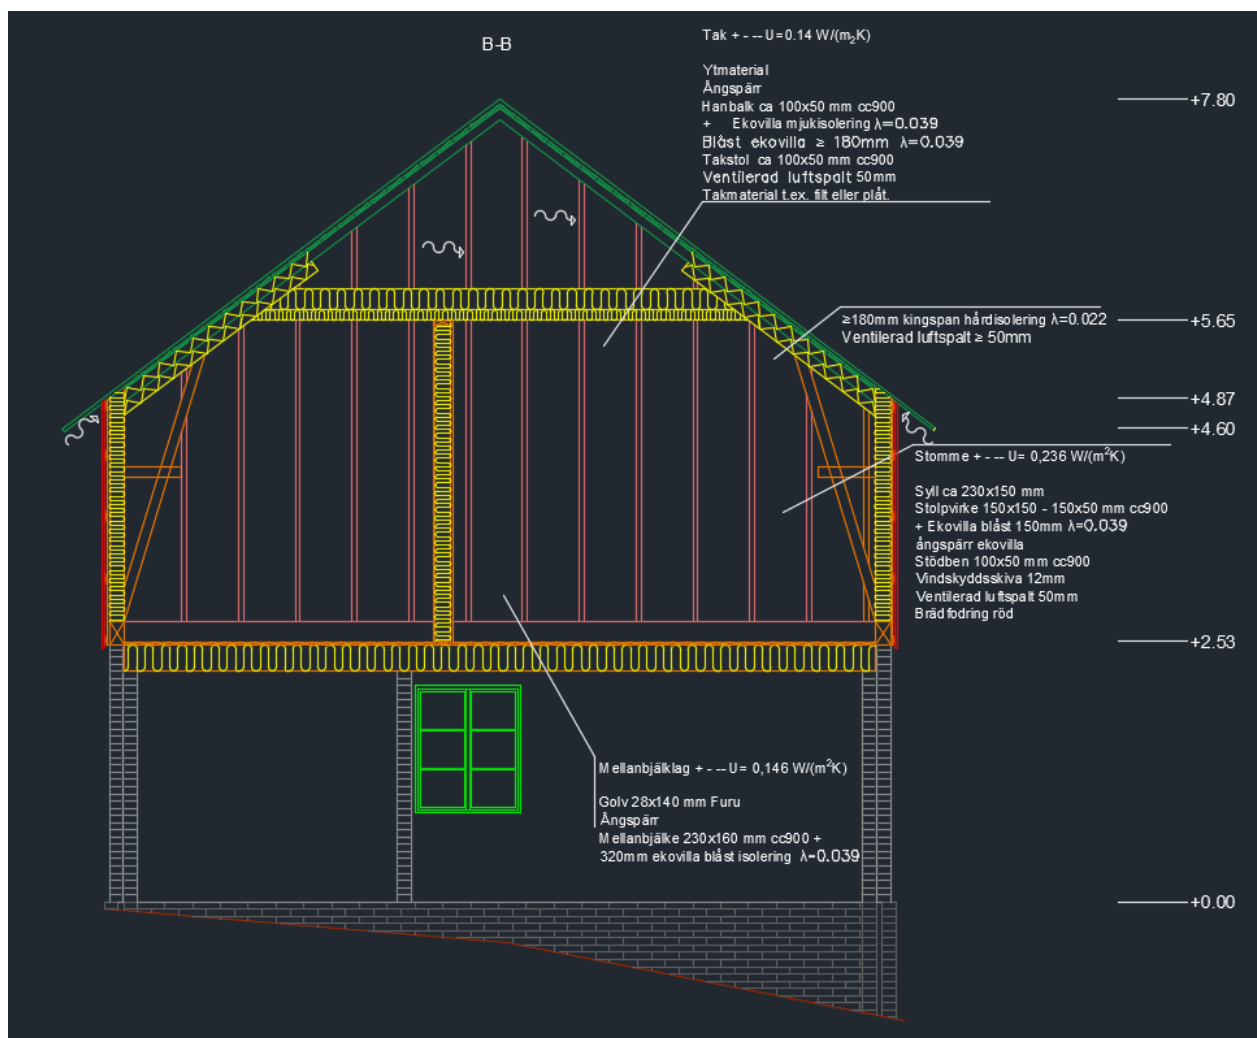 B-B
Tak + - -- U=0.14 W/(m₂K)
Ytmaterial
Ångspärr
Hanbalk ca 100x50 mm cc900
+ Ekovilla mjukisolering λ=0.039
Blåst ekovilla ≥ 180mm λ=0.039
Takstol ca 100x50 mm cc900
Ventilerad luftspalt 50mm
Takmaterial t.ex. filt eller plåt.
+7.80
≥180mm kingspan hårdisolering λ=0.022
Ventilerad luftspalt ≥ 50mm
+5.65
+4.87
+4.60
Stomme + - -- U= 0,236 W/(m²K)
Syll ca 230x150 mm
Stolpvirke 150x150 - 150x50 mm cc900
+ Ekovilla blåst 150mm λ=0.039
ångspärr ekovilla
Stödben 100x50 mm cc900
Vindskyddsskiva 12mm
Ventilerad luftspalt 50mm
Brädfodring röd
+2.53
Mellanbjälklag + - -- U= 0,146 W/(m²K)
Golv 28x140 mm Furu
Ångspärr
Mellanbjälke 230x160 mm cc900 +
320mm ekovilla blåst isolering λ=0.039
+0.00